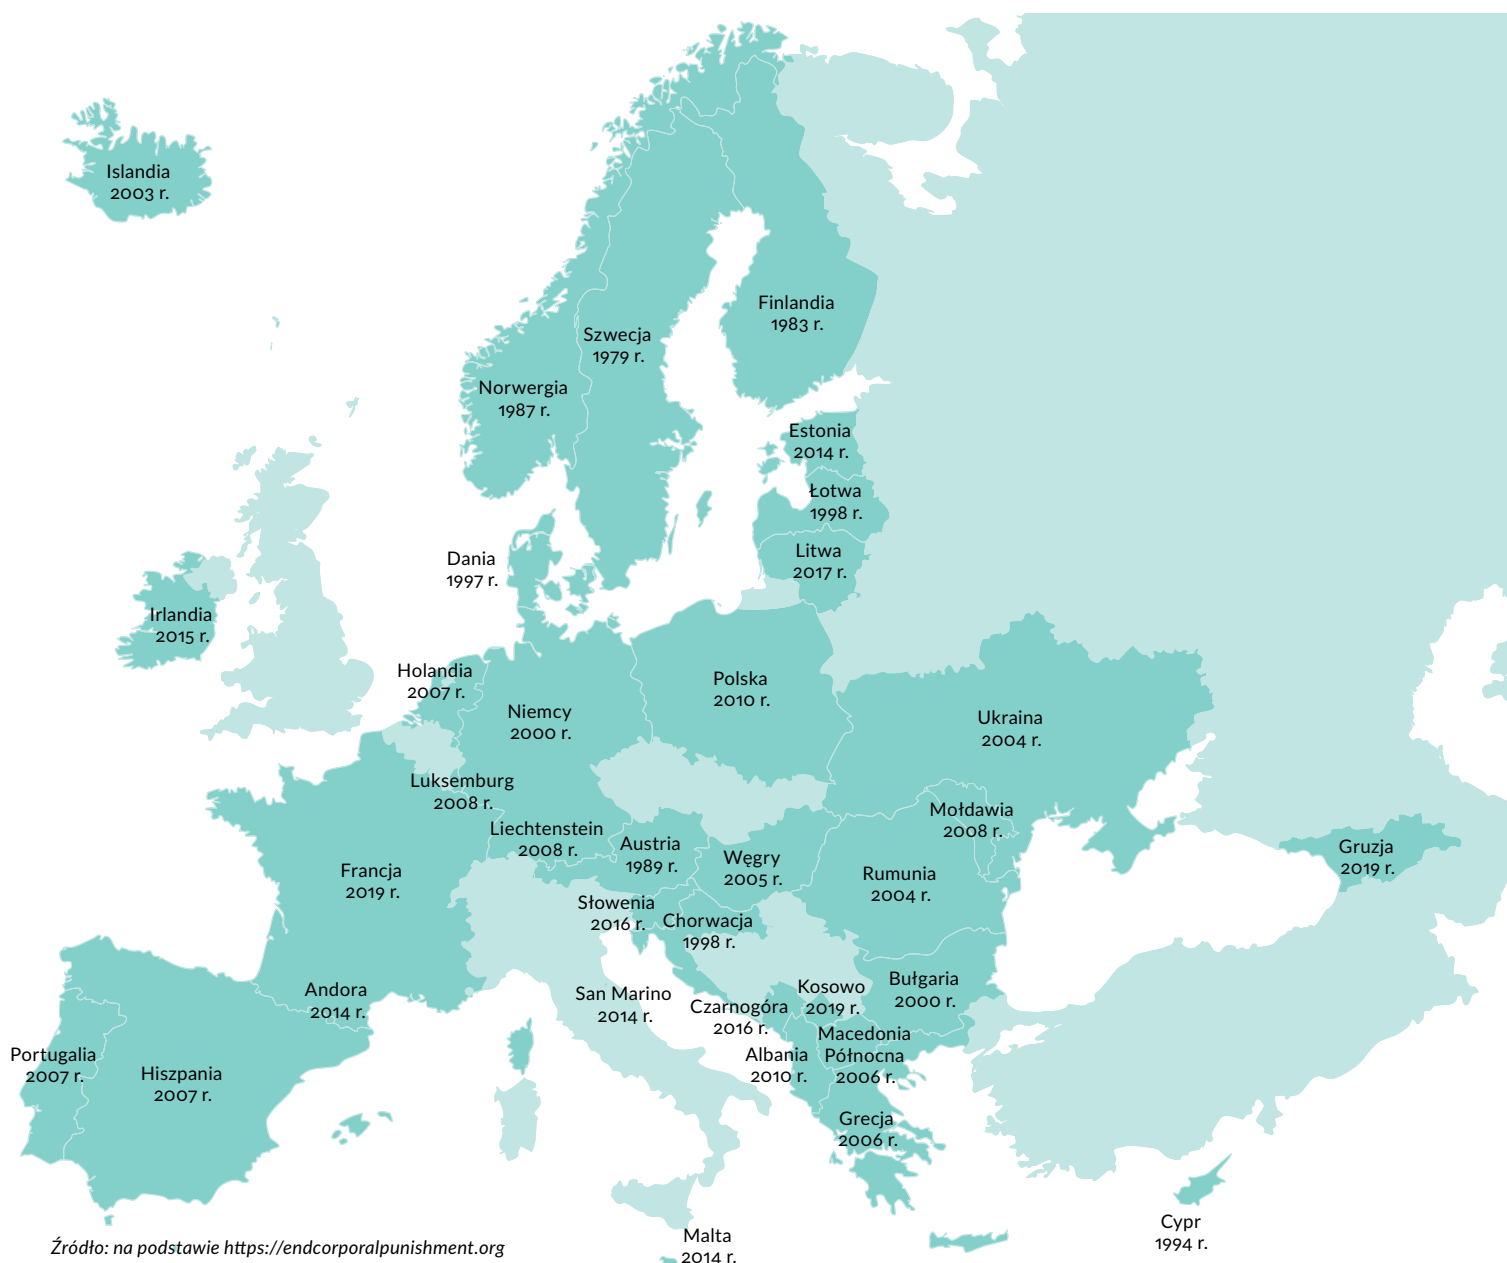 Islandia
2003 r.
Finlandia
1983 r.
Szwecja
1979 r.
Norwergia
1987 r.
Estonia
2014 r.
Łotwa
1998 r.
Litwa
2017 r.
Dania
1997 r.
Irlandia
2015 r.
Holandia
2007 r.
Niemcy
2000 r.
Polska
2010 r.
Ukraina
2004 r.
Luksemburg
2008 r.
Mołdawia
2008 r.
Liechtenstein
2008 r.
Austria
1989 r.
Węgry
2005 r.
Rumunia
2004 r.
Gruzja
2019 r.
Francja
2019 r.
Słowenia
2016 r.
Chorwacja
1998 r.
Andora
2014 r.
San Marino
2014 r.
Czarnogóra
2016 r.
Kosowo
2019 r.
Bułgaria
2000 r.
Macedonia
Północna
2006 r.
Albania
2010 r.
Portugalia
2007 r.
Hiszpania
2007 r.
Grecja
2006 r.
Cypr
1994 r.
Malta
2014 r.
Źródło: na podstawie https://endcorporalpunishment.org